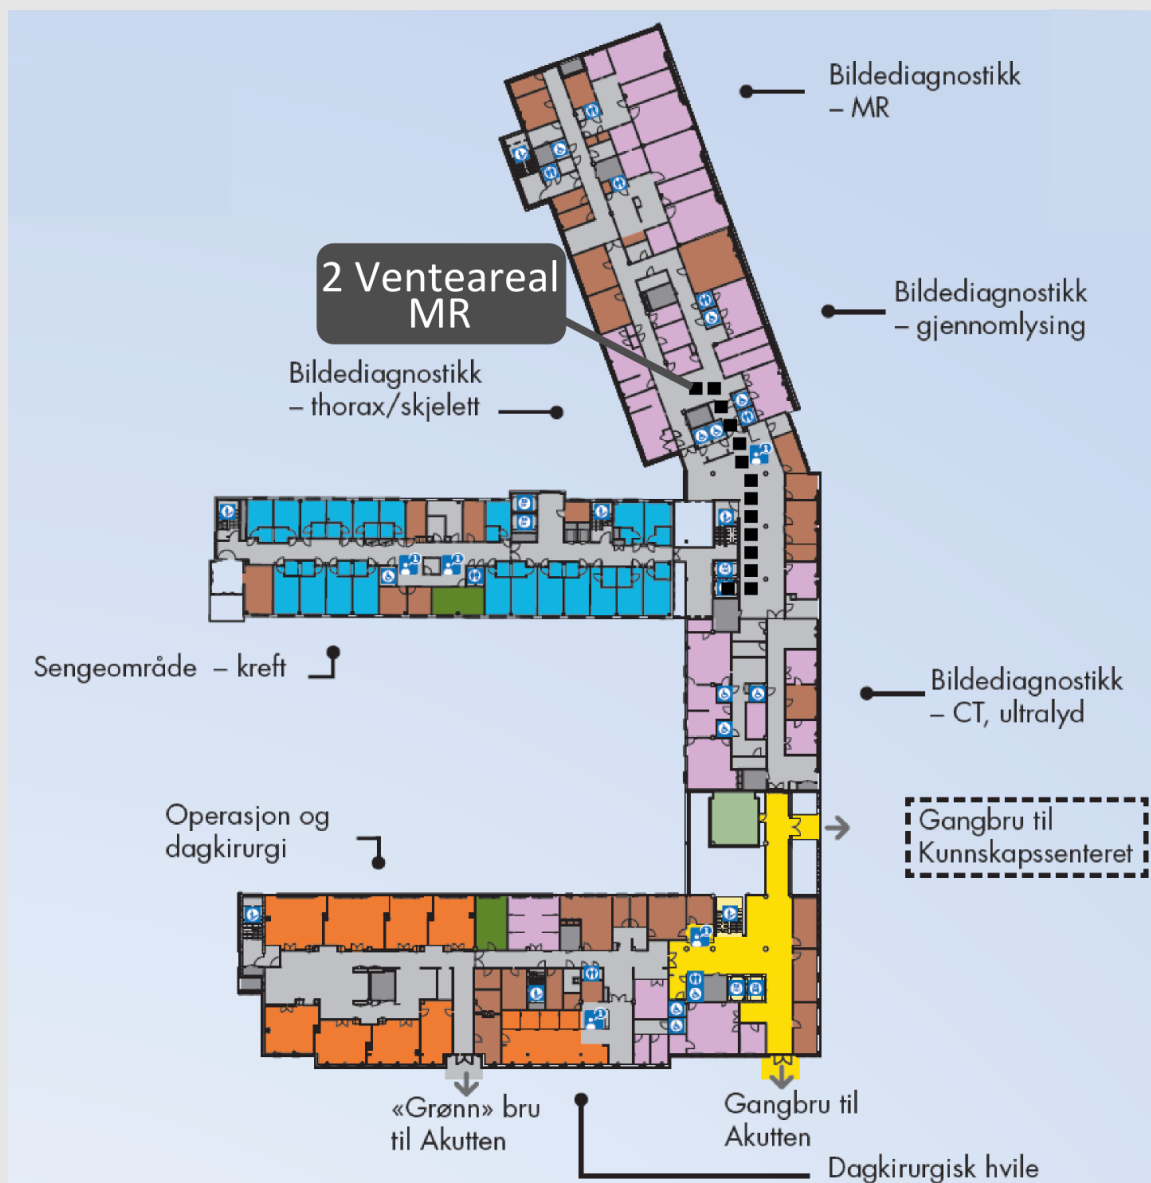 Bildediagnostikk
– MR
2 Venteareal
MR
Bildediagnostikk
– gjennomlysing
Bildediagnostikk
– thorax/skjelett
Sengeområde – kreft
Bildediagnostikk
– CT, ultralyd
Operasjon og
dagkirurgi
Gangbru til
Kunnskapssenteret
«Grønn» bru
til Akutten
Gangbru til
Akutten
Dagkirurgisk hvile